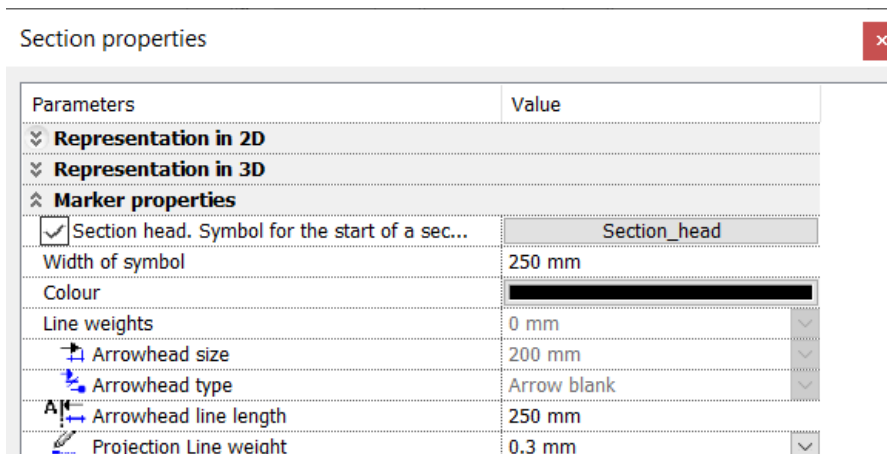 Section properties
Parameters Value
Representation in 2D
Representation in 3D
Marker properties
Section head. Symbol for the start of a sec... Section_head
Width of symbol 250 mm
Colour
Line weights 0 mm
Arrowhead size 200 mm
Arrowhead type Arrow blank
Arrowhead line length 250 mm
Projection Line weight 0.3 mm